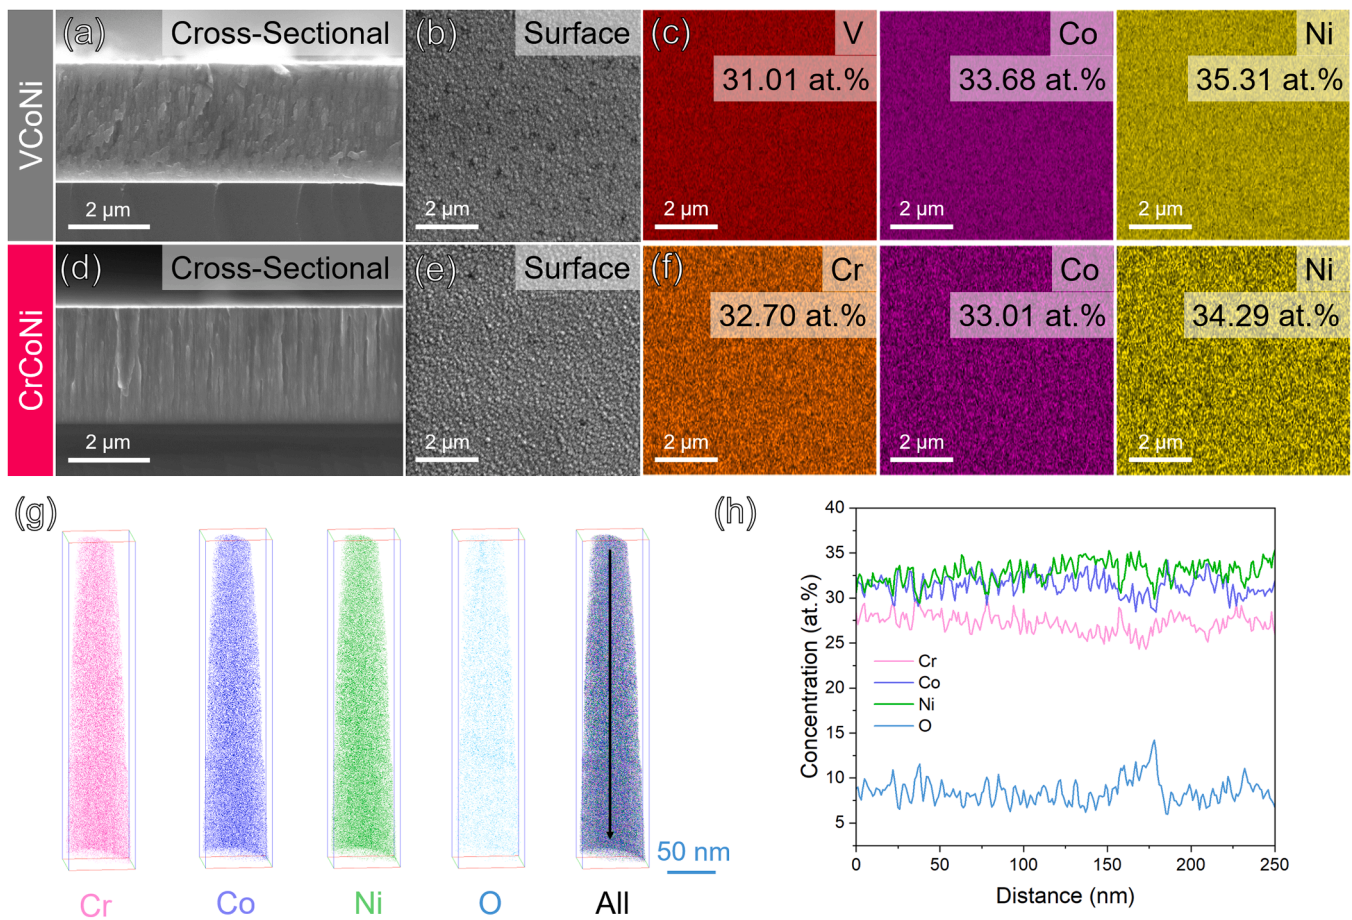 VCoNi
(a) Cross-Sectional
2 µm
(b) Surface
2 µm
(c) V
31.01 at.%
2 µm
Co
33.68 at.%
2 µm
Ni
35.31 at.%
2 µm
CrCoNi
(d) Cross-Sectional
2 µm
(e) Surface
2 µm
(f) Cr
32.70 at.%
2 µm
Co
33.01 at.%
2 µm
Ni
34.29 at.%
2 µm
(g)
Cr
Co
Ni
O
All
50 nm
(h)
Concentration (at.%)
40
35
30
25
20
15
10
5
Cr
Co
Ni
O
0 50 100 150 200 250
Distance (nm)